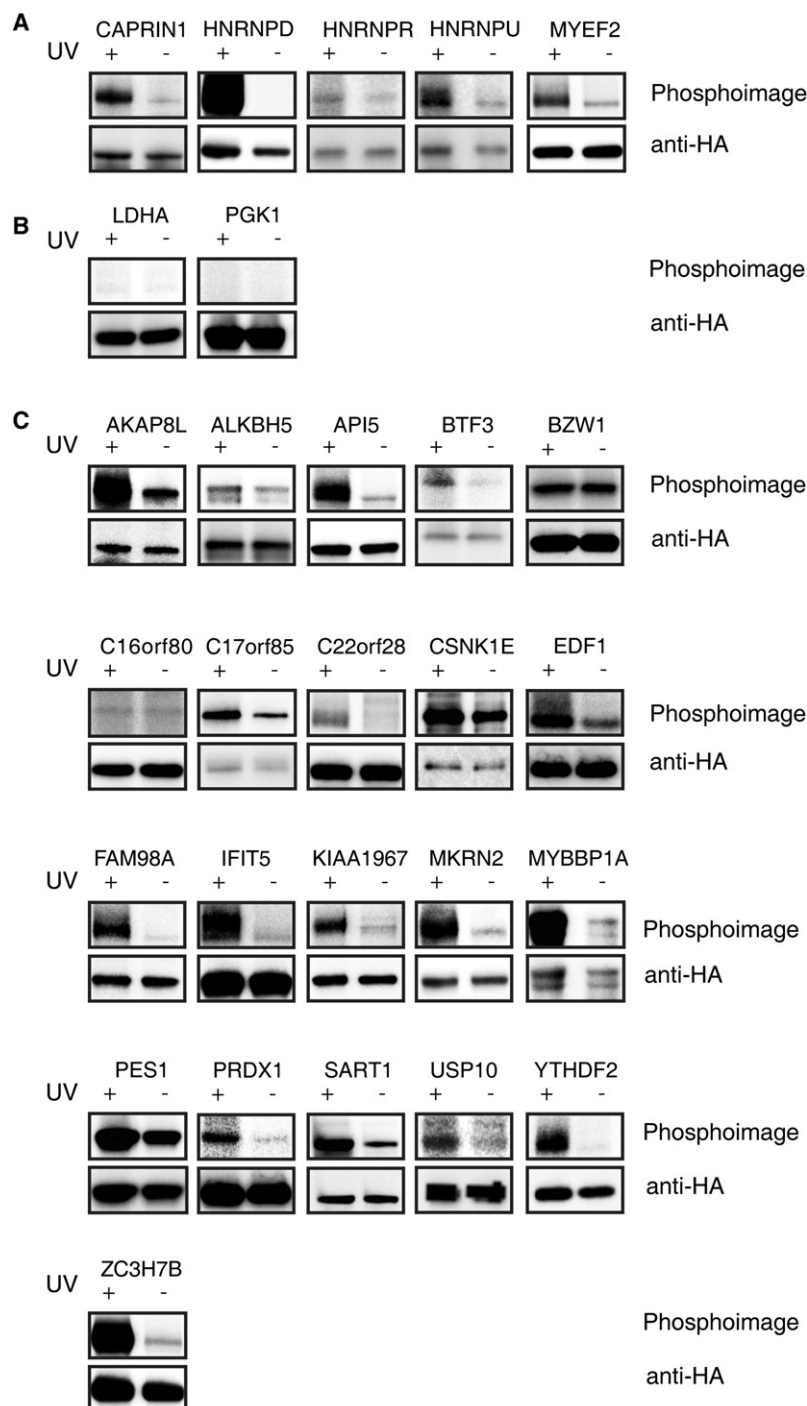 A
CAPRIN1 HNRNPD HNRNPR HNRNPU MYEF2
UV + - + - + - + - + -
Phosphoimage
anti-HA
B
LDHA PGK1
UV + - + -
Phosphoimage
anti-HA
C
AKAP8L ALKBH5 API5 BTF3 BZW1
UV + - + - + - + - + -
Phosphoimage
anti-HA
C16orf80 C17orf85 C22orf28 CSNK1E EDF1
UV + - + - + - + - + -
Phosphoimage
anti-HA
FAM98A IFIT5 KIAA1967 MKRN2 MYBBP1A
UV + - + - + - + - + -
Phosphoimage
anti-HA
PES1 PRDX1 SART1 USP10 YTHDF2
UV + - + - + - + - + -
Phosphoimage
anti-HA
ZC3H7B
UV + -
Phosphoimage
anti-HA